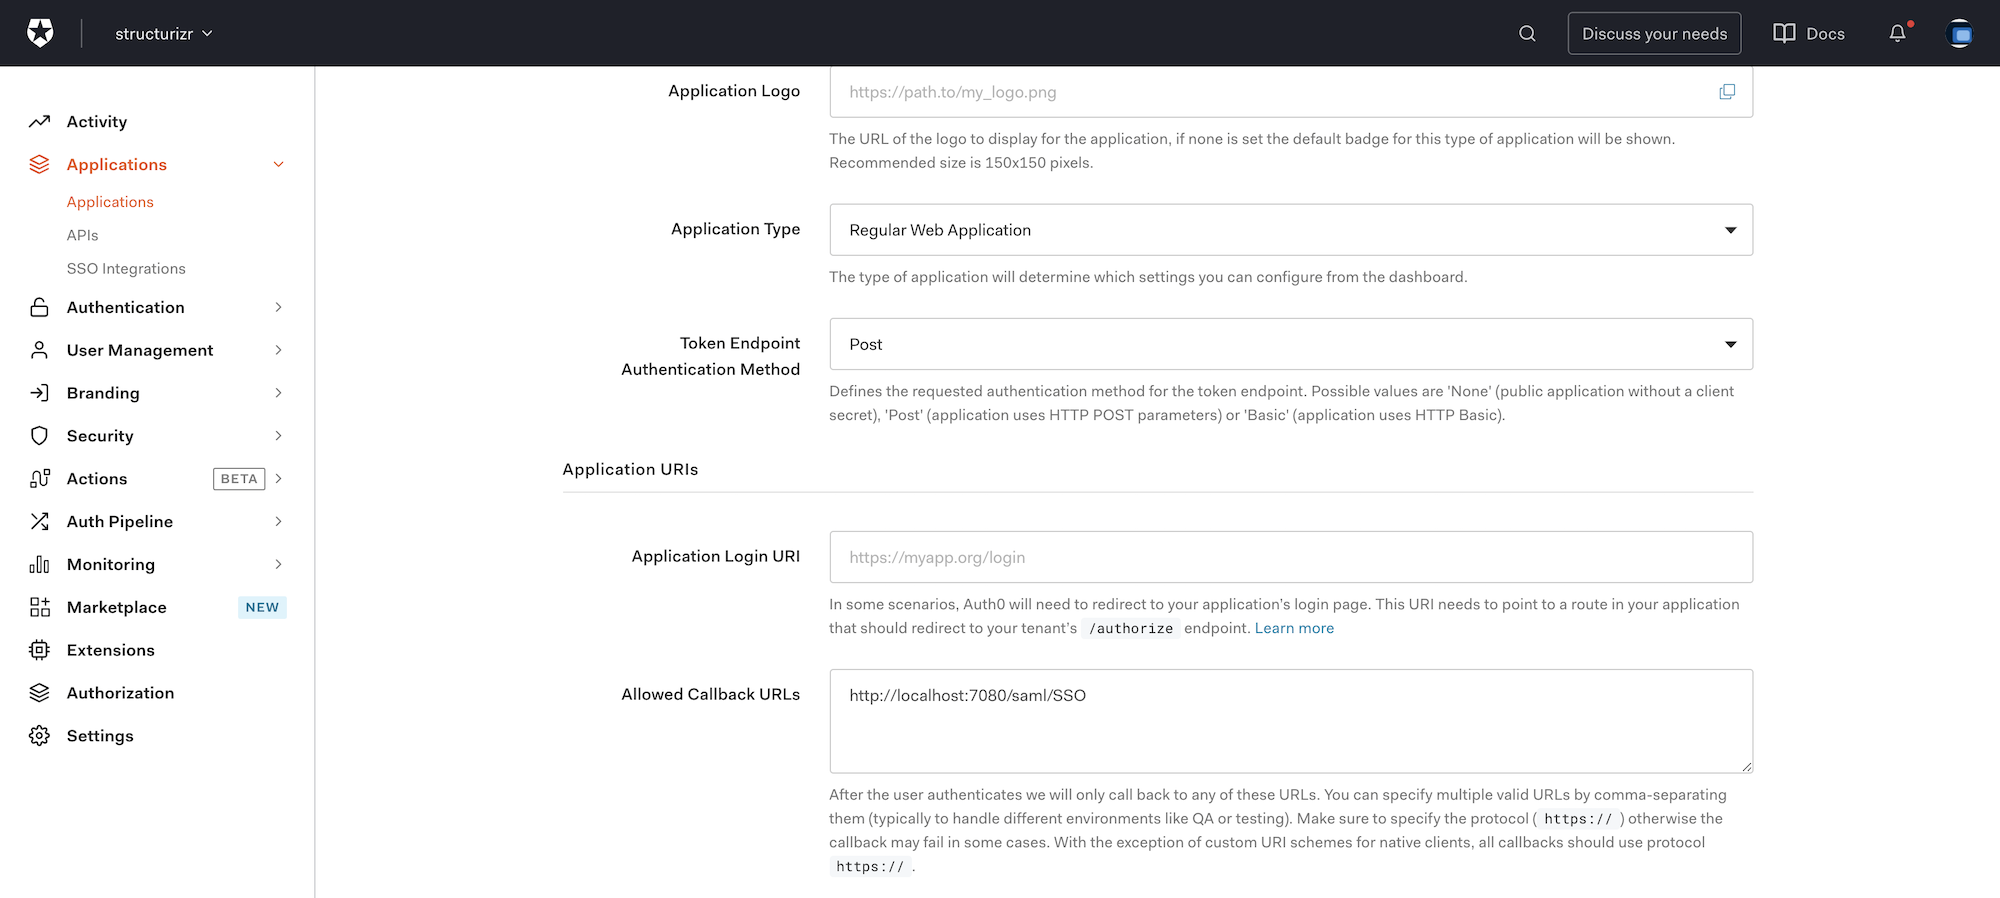 structurizr
Discuss your needs
Docs
Activity
Applications
Applications
APIs
SSO Integrations
Authentication
User Management
Branding
Security
Actions BETA
Auth Pipeline
Monitoring
Marketplace NEW
Extensions
Authorization
Settings
Application Logo
https://path.to/my_logo.png
The URL of the logo to display for the application, if none is set the default badge for this type of application will be shown.
Recommended size is 150x150 pixels.
Application Type
Regular Web Application
The type of application will determine which settings you can configure from the dashboard.
Token Endpoint
Authentication Method
Post
Defines the requested authentication method for the token endpoint. Possible values are 'None' (public application without a client
secret), 'Post' (application uses HTTP POST parameters) or 'Basic' (application uses HTTP Basic).
Application URIs
Application Login URI
https://myapp.org/login
In some scenarios, Auth0 will need to redirect to your application’s login page. This URI needs to point to a route in your application
that should redirect to your tenant’s /authorize endpoint. Learn more
Allowed Callback URLs
http://localhost:7080/saml/SSO
After the user authenticates we will only call back to any of these URLs. You can specify multiple valid URLs by comma-separating
them (typically to handle different environments like QA or testing). Make sure to specify the protocol ( https:// ) otherwise the
callback may fail in some cases. With the exception of custom URI schemes for native clients, all callbacks should use protocol
https:// .